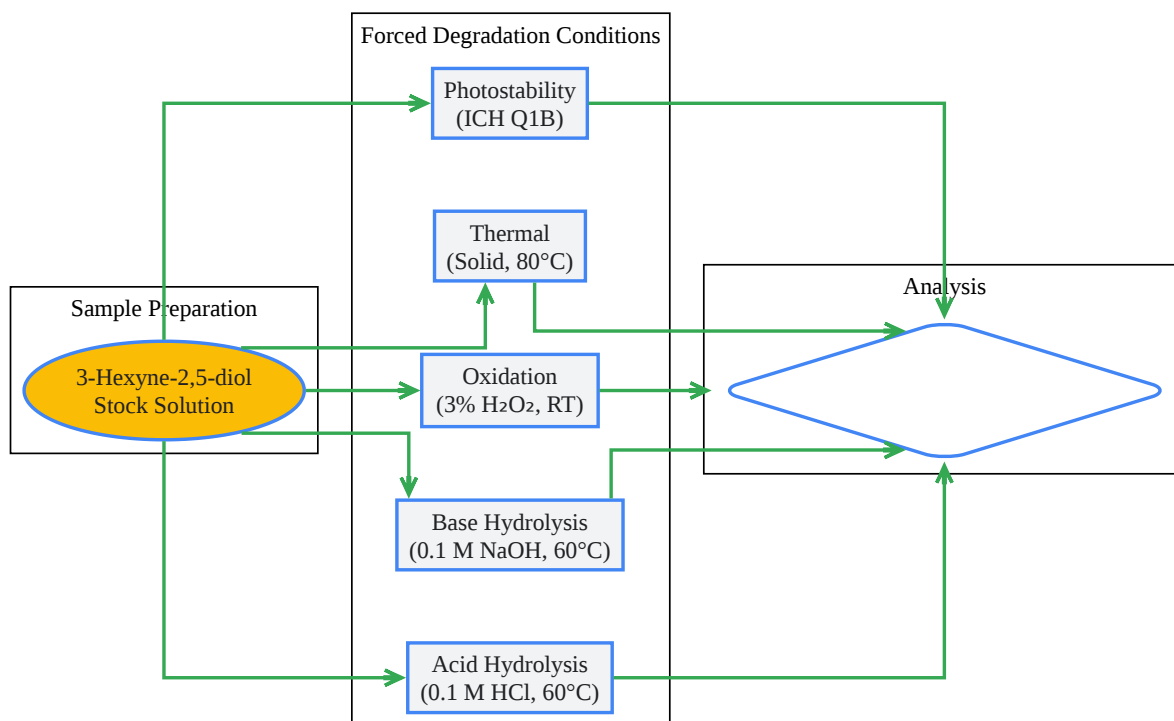 Forced Degradation Conditions
Photostability
(ICH Q1B)
Thermal
(Solid, 80°C)
Analysis
Sample Preparation
3-Hexyne-2,5-diol
Stock Solution
Oxidation
(3% H₂O₂, RT)
Base Hydrolysis
(0.1 M NaOH, 60°C)
Acid Hydrolysis
(0.1 M HCl, 60°C)